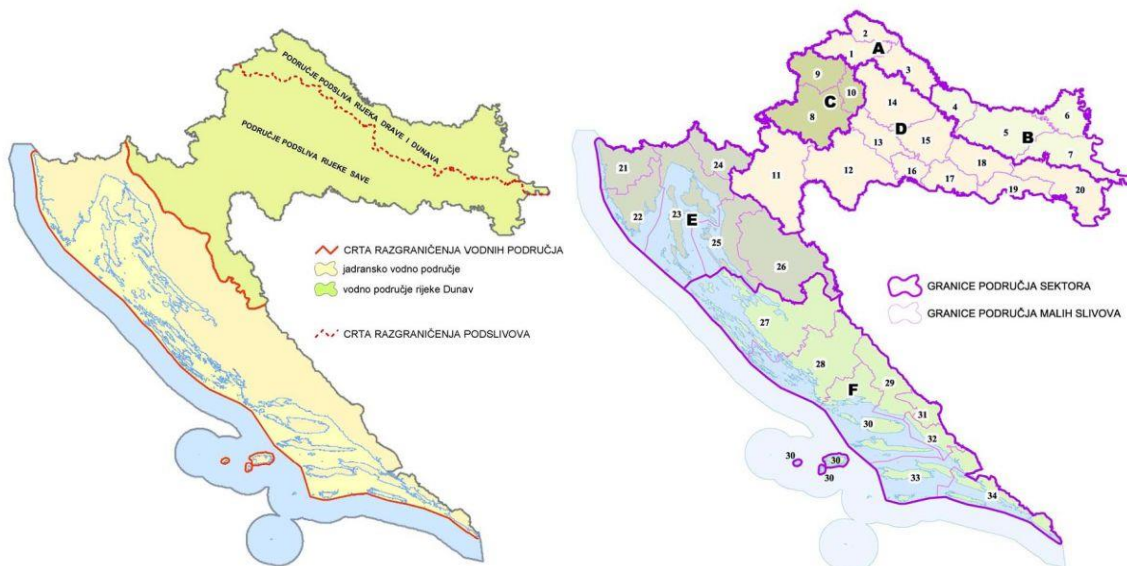 PODRUČJE PODSLIVA RIJEKA DRAVE I DUNAVA
PODRUČJE PODSLIVA RIJEKE SAVE
CRTA RAZGRANIČENJA VODNIH PODRUČJA
jadransko vodno područje
vodno područje rijeke Dunav
CRTA RAZGRANIČENJA PODSLIVOVA
2
1
A
3
9
10
C
8
14
4
6
D
5
B
13
15
7
11
12
16
17
18
19
20
21
24
22
23
E
25
26
GRANICE PODRUČJA SEKTORA
GRANICE PODRUČJA MALIH SLIVOVA
27
28
29
F
31
30
32
30
30
30
33
34